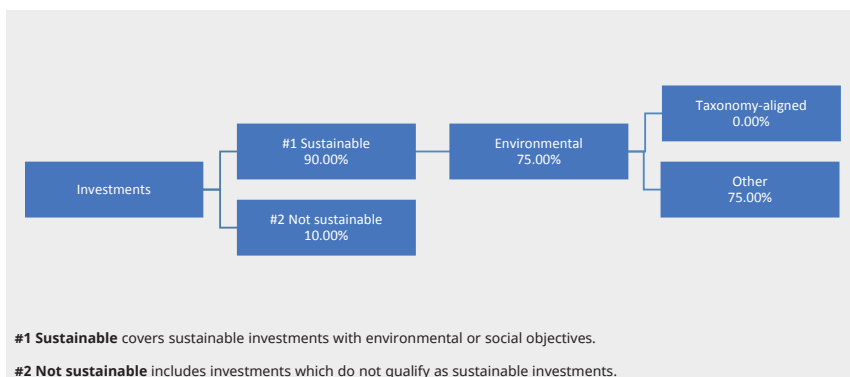 Taxonomy-aligned
0.00%
#1 Sustainable
90.00%
Environmental
75.00%
Investments
Other
75.00%
#2 Not sustainable
10.00%
#1 Sustainable covers sustainable investments with environmental or social objectives.
#2 Not sustainable includes investments which do not qualify as sustainable investments.